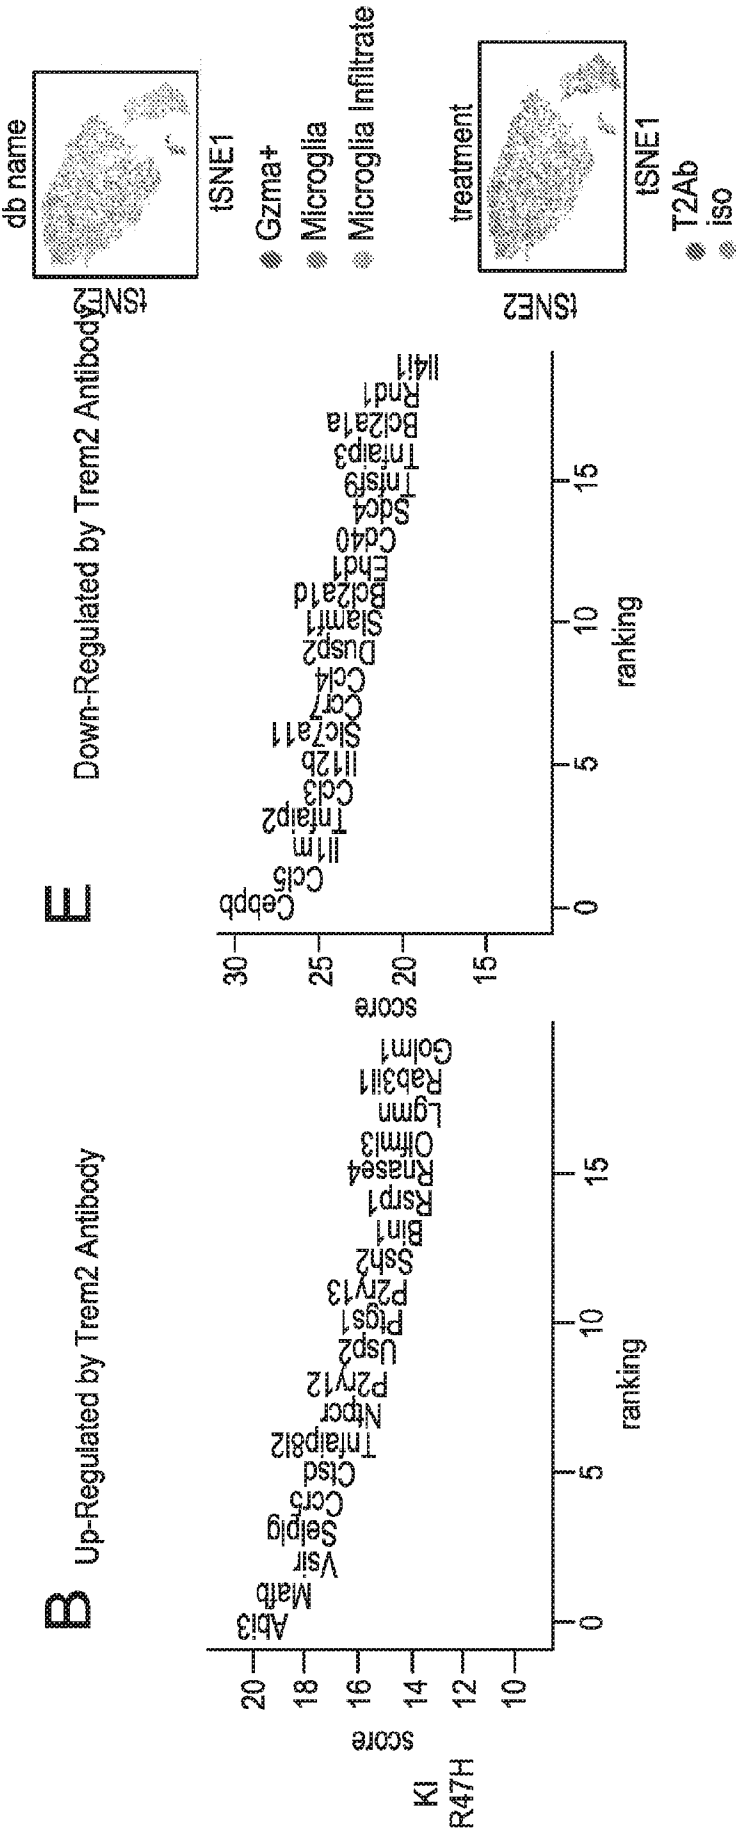 B Up-Regulated by Trem2 Antibody
KI
R47H
score
20
18
16
14
12
10
Abi3
Mafb
Vsir
Selplg
Ccr5
Ctsd
Tnfaip8l2
Ntpcr
P2ry12
Usp2
Ptgs1
P2ry13
Ssh2
Bin1
Rsrp1
Rnase4
Olfml3
Lgmn
Rab3il1
Golm1
0
5
10
15
ranking
E Down-Regulated by Trem2 Antibody
score
30
25
20
15
Cebpb
Ccl5
Il1rn
Tnfaip2
Ccl3
Il12b
Slc7a11
Ccr7
Ccl4
Dusp2
Slamf1
Bcl2a1d
Ehd1
Cd40
Sdc4
Tnfsf9
Tnfaip3
Bcl2a1a
Rnd1
Il4i1
0
5
10
15
ranking
db name
tSNE2
tSNE1
Gzma+
Microglia
Microglia Infiltrate
treatment
tSNE2
tSNE1
T2Ab
iso